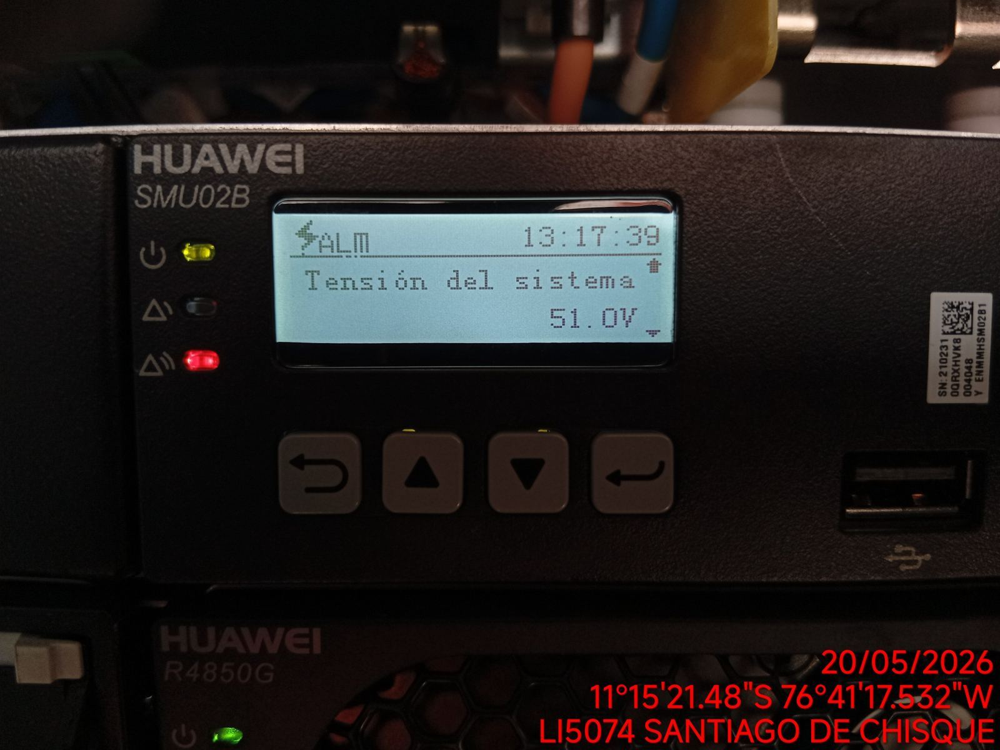 HUAWEI
SMU02B
ALM 13:17:39
Tensión del sistema
51.0V
SN:210231
0QRXHVK8
004048
Y ENMMHSM02B1
HUAWEI
R4850G
20/05/2026
11°15'21.48"S 76°41'17.532"W
LI5074 SANTIAGO DE CHISQUE